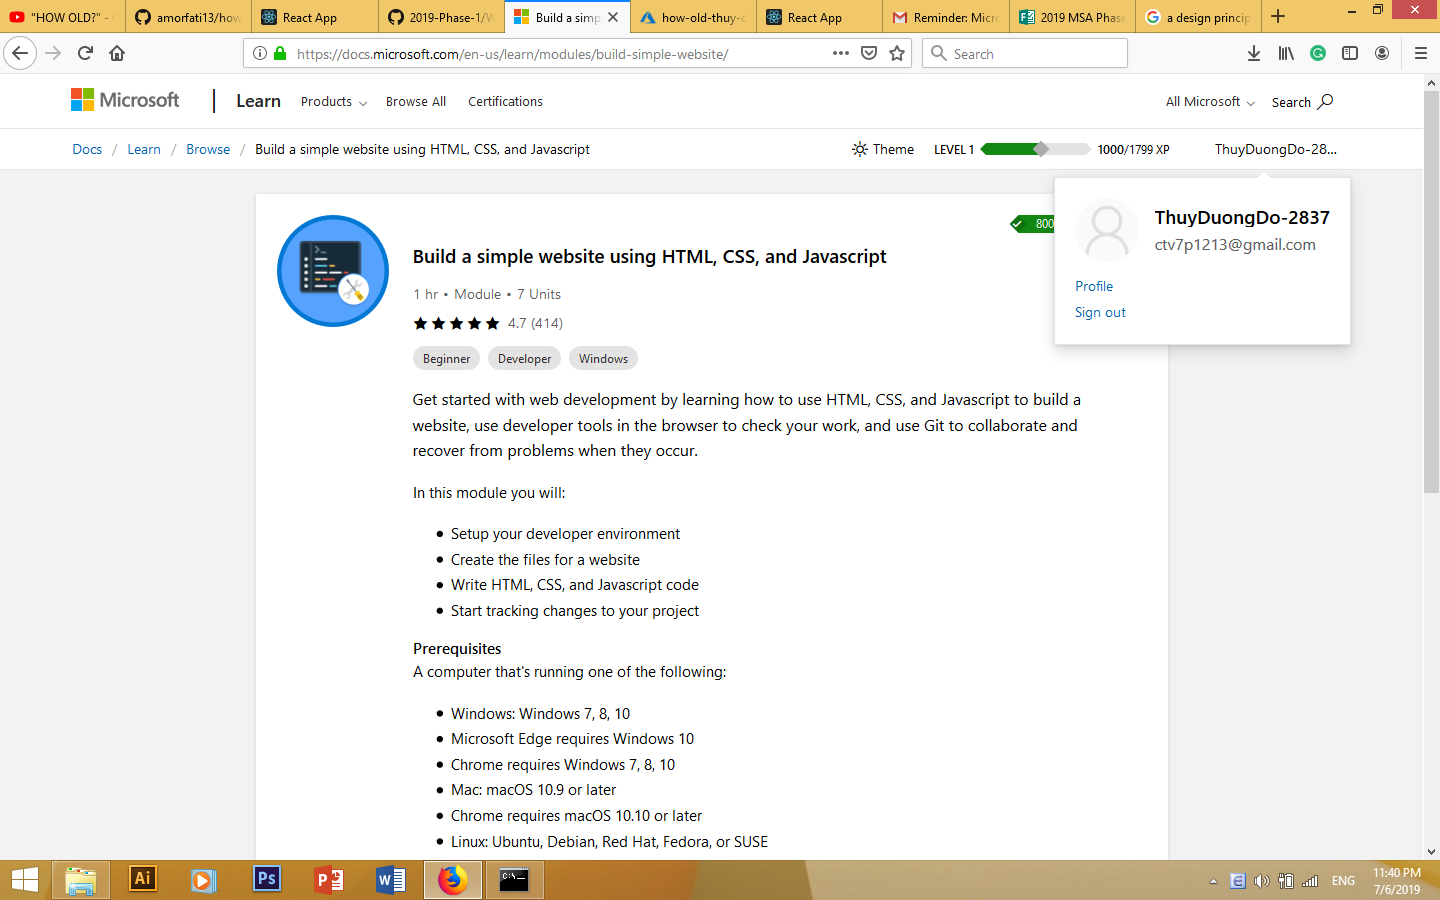 "HOW OLD?" -
amorfati13/how
React App
2019-Phase-1/W
Build a simp
how-old-thuy-d
React App
Reminder: Micr
2019 MSA Phase
a design princip
https://docs.microsoft.com/en-us/learn/modules/build-simple-website/
Search
Microsoft
Learn
Products
Browse All
Certifications
All Microsoft
Search
Docs / Learn / Browse / Build a simple website using HTML, CSS, and Javascript
Theme
LEVEL 1
1000/1799 XP
ThuyDuongDo-28...
800
ThuyDuongDo-2837
ctv7p1213@gmail.com
Profile
Sign out
Build a simple website using HTML, CSS, and Javascript
1 hr • Module • 7 Units
4.7 (414)
Beginner
Developer
Windows
Get started with web development by learning how to use HTML, CSS, and Javascript to build a
website, use developer tools in the browser to check your work, and use Git to collaborate and
recover from problems when they occur.
In this module you will:
• Setup your developer environment
• Create the files for a website
• Write HTML, CSS, and Javascript code
• Start tracking changes to your project
Prerequisites
A computer that's running one of the following:
• Windows: Windows 7, 8, 10
• Microsoft Edge requires Windows 10
• Chrome requires Windows 7, 8, 10
• Mac: macOS 10.9 or later
• Chrome requires macOS 10.10 or later
• Linux: Ubuntu, Debian, Red Hat, Fedora, or SUSE
Ai
Ps
P
W
C:\_
E
ENG
11:40 PM
7/6/2019